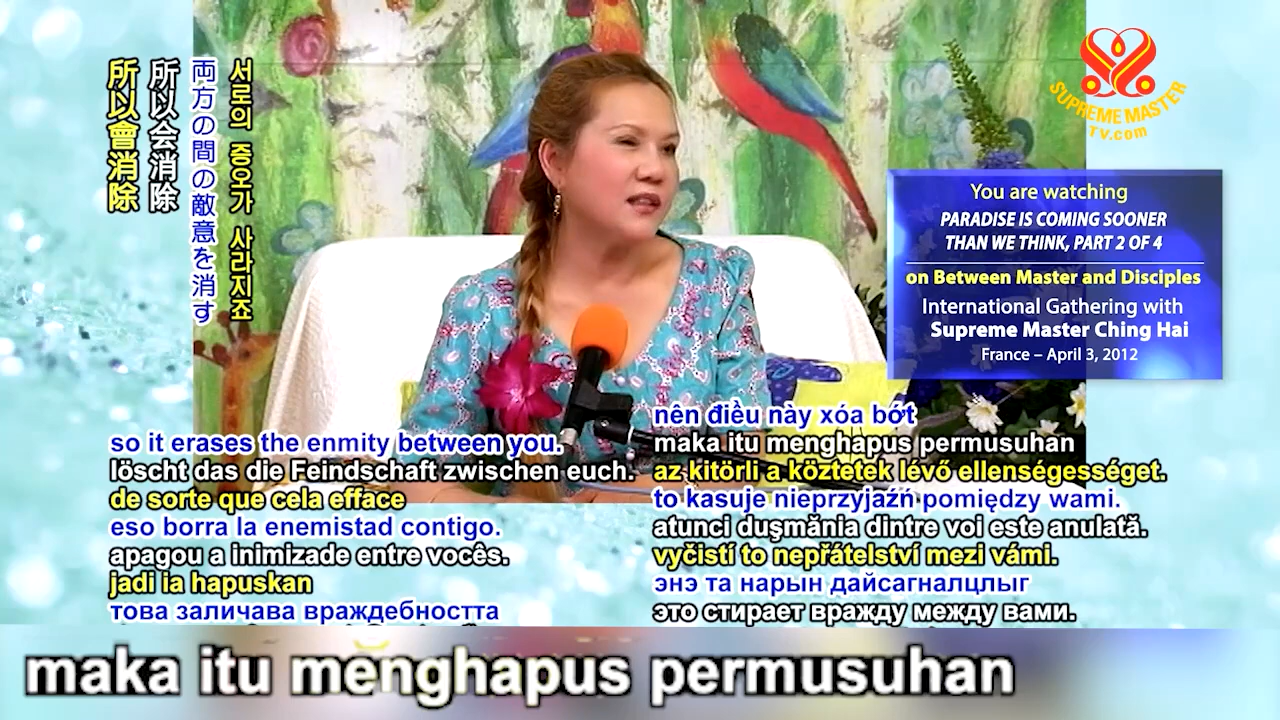 所以會消除
所以会消除
両方の間の敵意を消す
서로의 증오가 사라지죠
SUPREME MASTER
TV.com
You are watching
PARADISE IS COMING SOONER
THAN WE THINK, PART 2 OF 4
on Between Master and Disciples
International Gathering with
Supreme Master Ching Hai
France – April 3, 2012
so it erases the enmity between you.
löscht das die Feindschaft zwischen euch.
de sorte que cela efface
eso borra la enemistad contigo.
apagou a inimizade entre vocês.
jadi ia hapuskan
това заличава враждебността
nên điều này xóa bớt
maka itu menghapus permusuhan
az kitörli a köztetek lévő ellenségességet.
to kasuje nieprzyjaźń pomiędzy wami.
atunci duşmănia dintre voi este anulată.
vyčistí to nepřátelství mezi vámi.
энэ та нарын дайсагналцлыг
это стирает вражду между вами.
maka itu menghapus permusuhan